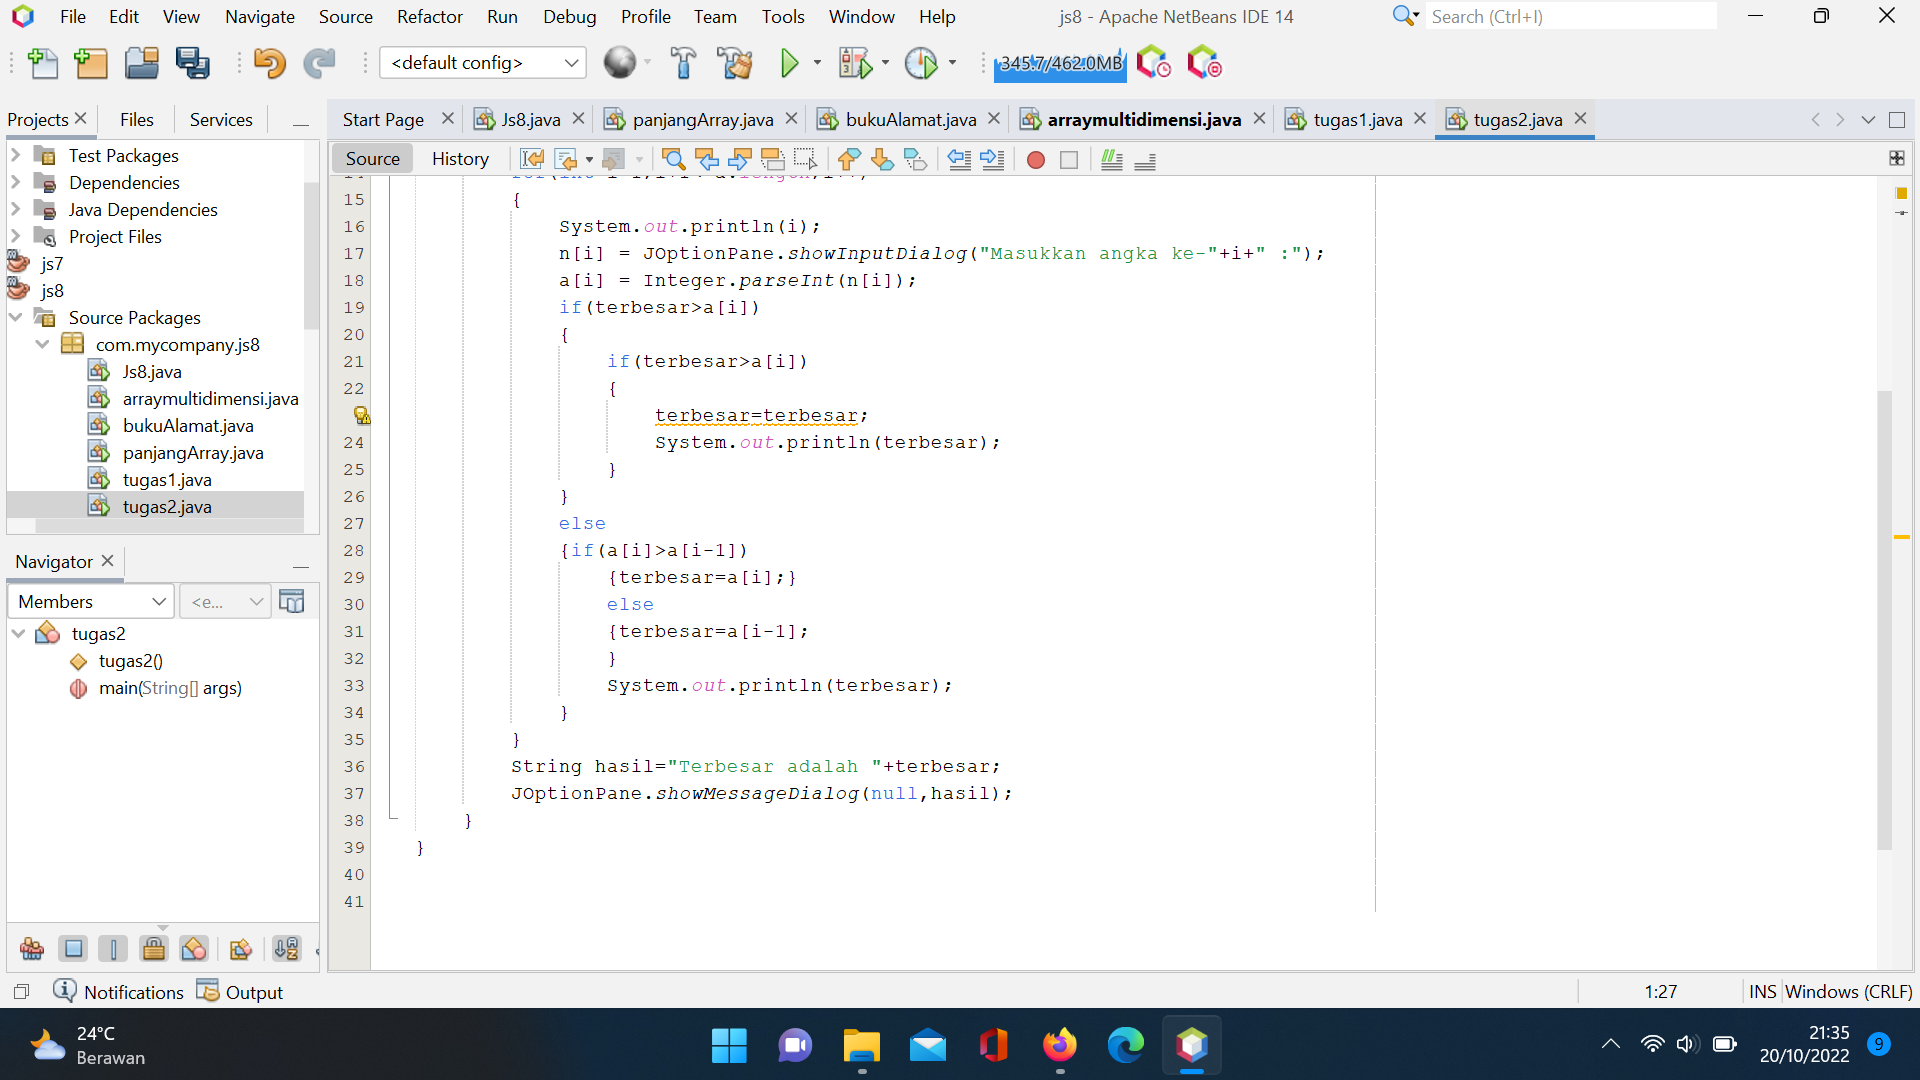 File Edit View Navigate Source Refactor Run Debug Profile Team Tools Window Help
js8 - Apache NetBeans IDE 14
Search (Ctrl+I)
<default config>
345.7/462.0MB
Projects Files Services
Start Page Js8.java panjangArray.java bukuAlamat.java arraymultidimensi.java tugas1.java tugas2.java
Source History
Test Packages
Dependencies
Java Dependencies
Project Files
js7
js8
Source Packages
com.mycompany.js8
Js8.java
arraymultidimensi.java
bukuAlamat.java
panjangArray.java
tugas1.java
tugas2.java
Navigator
Members <e...
tugas2
tugas2()
main(String[] args)
15 {
16 System.out.println(i);
17 n[i] = JOptionPane.showInputDialog("Masukkan angka ke-"+i+" :");
18 a[i] = Integer.parseInt(n[i]);
19 if(terbesar>a[i])
20 {
21 if(terbesar>a[i])
22 {
terbesar=terbesar;
24 System.out.println(terbesar);
25 }
26 }
27 else
28 {if(a[i]>a[i-1])
29 {terbesar=a[i];}
30 else
31 {terbesar=a[i-1];
32 }
33 System.out.println(terbesar);
34 }
35 }
36 String hasil="Terbesar adalah "+terbesar;
37 JOptionPane.showMessageDialog(null,hasil);
38 }
39 }
40
41
Notifications Output
1:27 INS Windows (CRLF)
24°C
Berawan
21:35
20/10/2022
9